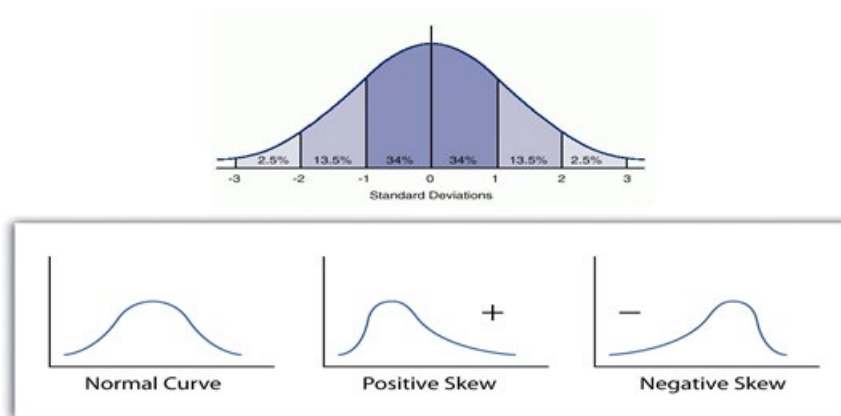 2.5% 13.5% 34% 34% 13.5% 2.5%
-3 -2 -1 0 1 2 3
Standard Deviations
+ −
Normal Curve Positive Skew Negative Skew